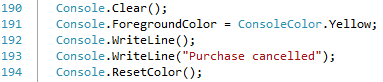 190 Console.Clear();
191 Console.ForegroundColor = ConsoleColor.Yellow;
192 Console.WriteLine();
193 Console.WriteLine("Purchase cancelled");
194 Console.ResetColor();